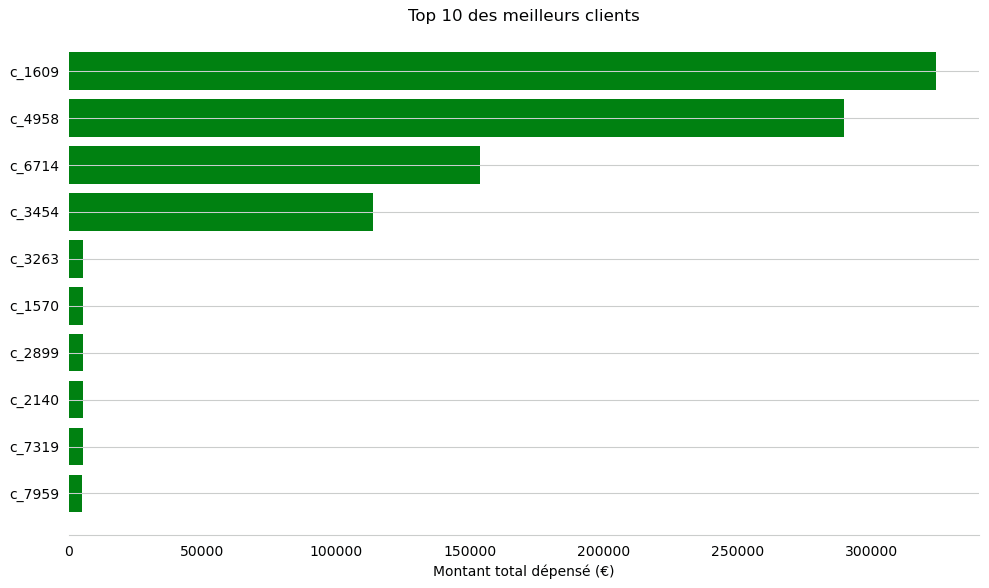 Top 10 des meilleurs clients
c_1609
c_4958
c_6714
c_3454
c_3263
c_1570
c_2899
c_2140
c_7319
c_7959
0 50000 100000 150000 200000 250000 300000
Montant total dépensé (€)